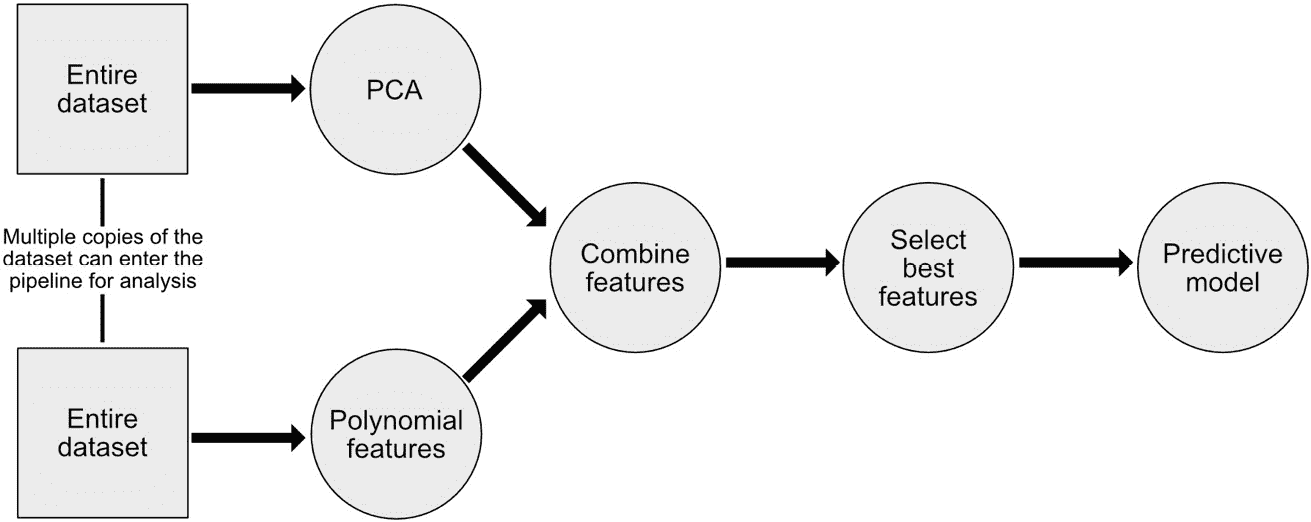 Entire
dataset
PCA
Multiple copies of the
dataset can enter the
pipeline for analysis
Combine
features
Select
best
features
Predictive
model
Entire
dataset
Polynomial
features